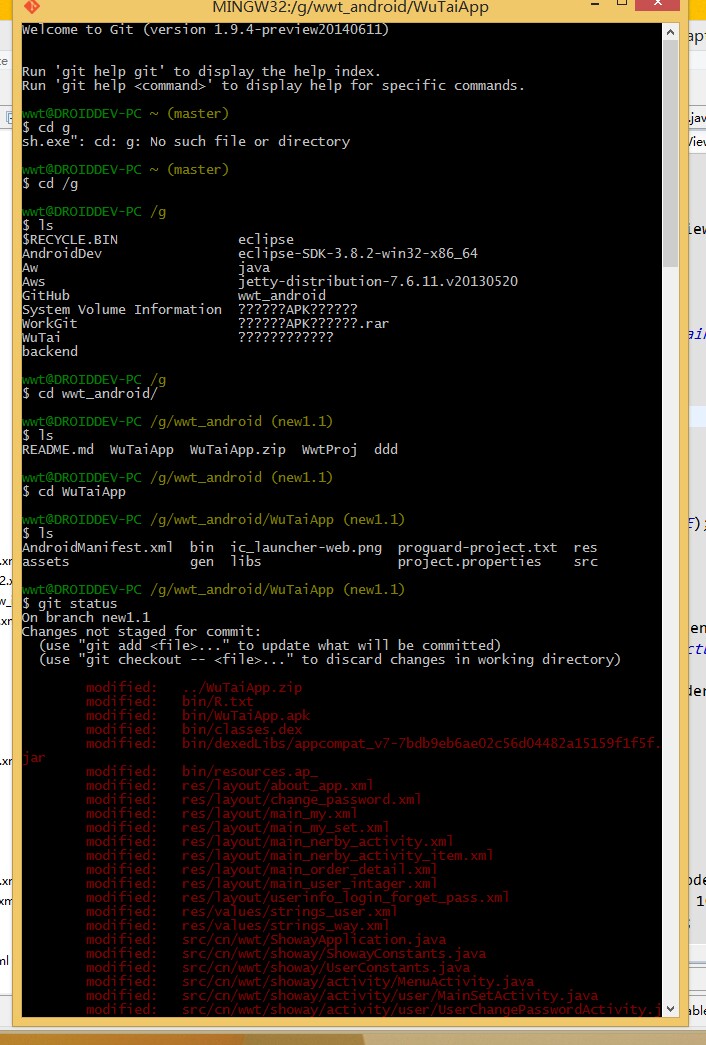 MINGW32:/g/wwt_android/WuTaiApp
Welcome to Git (version 1.9.4-preview20140611)
Run 'git help git' to display the help index.
Run 'git help <command>' to display help for specific commands.
wwt@DROIDDEV-PC ~ (master)
$ cd g
sh.exe": cd: g: No such file or directory
wwt@DROIDDEV-PC ~ (master)
$ cd /g
wwt@DROIDDEV-PC /g
$ ls
$RECYCLE.BIN eclipse
AndroidDev eclipse-SDK-3.8.2-win32-x86_64
Aw java
Aws jetty-distribution-7.6.11.v20130520
GitHub wwt_android
System Volume Information ??????APK??????
WorkGit ??????APK??????.rar
WuTai ????????????
backend
wwt@DROIDDEV-PC /g
$ cd wwt_android/
wwt@DROIDDEV-PC /g/wwt_android (new1.1)
$ ls
README.md WuTaiApp WuTaiApp.zip WwtProj ddd
wwt@DROIDDEV-PC /g/wwt_android (new1.1)
$ cd WuTaiApp
wwt@DROIDDEV-PC /g/wwt_android/WuTaiApp (new1.1)
$ ls
AndroidManifest.xml bin ic_launcher-web.png proguard-project.txt res
assets gen libs project.properties src
wwt@DROIDDEV-PC /g/wwt_android/WuTaiApp (new1.1)
$ git status
On branch new1.1
Changes not staged for commit:
(use "git add <file>..." to update what will be committed)
(use "git checkout -- <file>..." to discard changes in working directory)
modified: ../WuTaiApp.zip
modified: bin/R.txt
modified: bin/WuTaiApp.apk
modified: bin/classes.dex
modified: bin/dexedLibs/appcompat_v7-7bdb9eb6ae02c56d04482a15159f1f5f.
jar
modified: bin/resources.ap_
modified: res/layout/about_app.xml
modified: res/layout/change_password.xml
modified: res/layout/main_my.xml
modified: res/layout/main_my_set.xml
modified: res/layout/main_nerby_activity.xml
modified: res/layout/main_nerby_activity_item.xml
modified: res/layout/main_order_detail.xml
modified: res/layout/main_user_intager.xml
modified: res/layout/userinfo_login_forget_pass.xml
modified: res/values/strings_user.xml
modified: res/values/strings_way.xml
modified: src/cn/wwt/ShowayApplication.java
modified: src/cn/wwt/showay/ShowayConstants.java
modified: src/cn/wwt/showay/UserConstants.java
modified: src/cn/wwt/showay/activity/MenuActivity.java
modified: src/cn/wwt/showay/activity/user/MainSetActivity.java
modified: src/cn/wwt/showay/activity/user/UserChangePasswordActivity.j